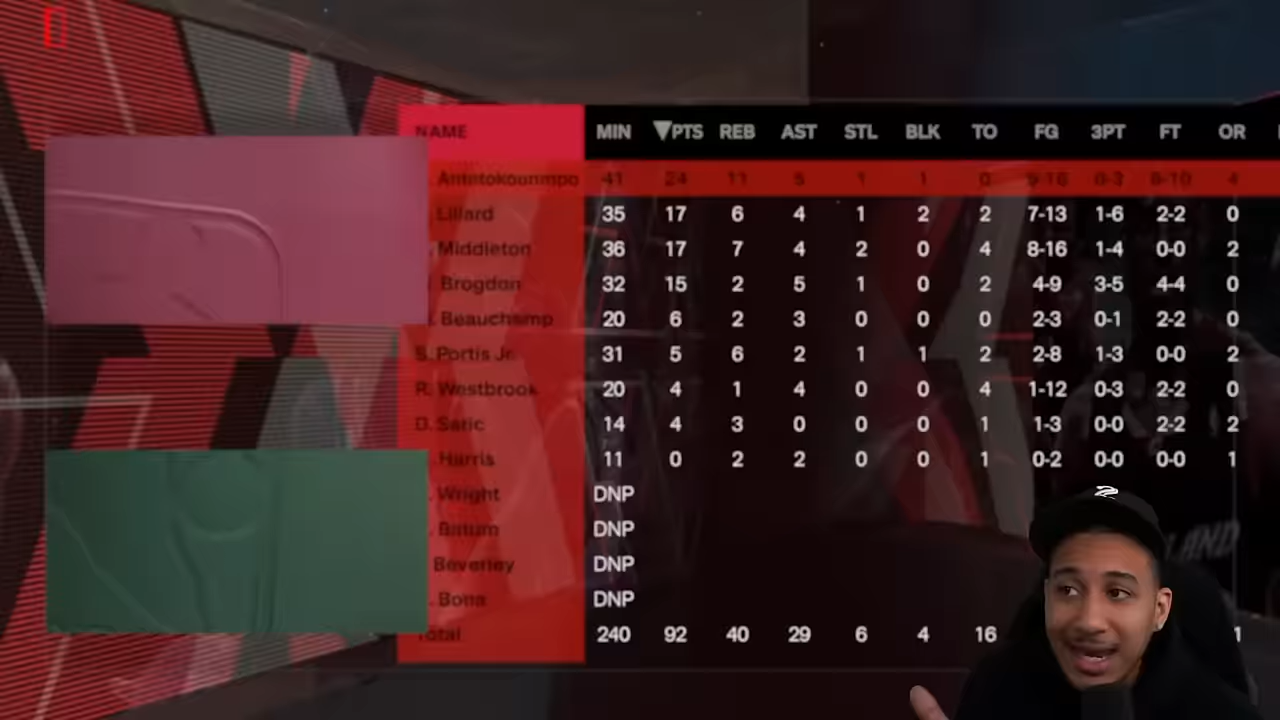 NAME MIN ▼PTS REB AST STL BLK TO FG 3PT FT OR
Antetokounmpo 41 24 11 5 1 1 0 9-18 0-3 6-10 4
. Lillard 35 17 6 4 1 2 2 7-13 1-6 2-2 0
Middleton 36 17 7 4 2 0 4 8-16 1-4 0-0 2
Brogdon 32 15 2 5 1 0 2 4-9 3-5 4-4 0
. Beauchamp 20 6 2 3 0 0 0 2-3 0-1 2-2 0
S. Portis Jr. 31 5 6 2 1 1 2 2-8 1-3 0-0 2
R. Westbrook 20 4 1 4 0 0 4 1-12 0-3 2-2 0
D. Saric 14 4 3 0 0 0 1 1-3 0-0 2-2 2
. Harris 11 0 2 2 0 0 1 0-2 0-0 0-0 1
. Wright DNP
. Batum DNP
Beverley DNP
. Bona DNP
Total 240 92 40 29 6 4 16 1
LAND